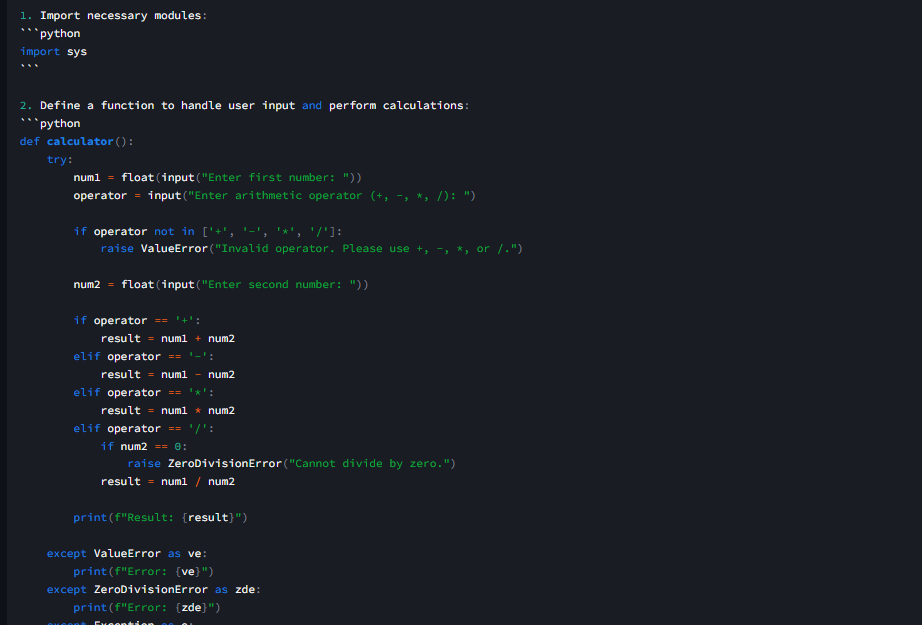 1. Import necessary modules:
```python
import sys
```
2. Define a function to handle user input and perform calculations:
```python
def calculator():
    try:
        num1 = float(input("Enter first number: "))
        operator = input("Enter arithmetic operator (+, -, *, /): ")
        if operator not in ['+', '-', '*', '/']:
            raise ValueError("Invalid operator. Please use +, -, *, or /.")
        num2 = float(input("Enter second number: "))
        if operator == '+':
            result = num1 + num2
        elif operator == '-':
            result = num1 - num2
        elif operator == '*':
            result = num1 * num2
        elif operator == '/':
            if num2 == 0:
                raise ZeroDivisionError("Cannot divide by zero.")
            result = num1 / num2
        print(f"Result: {result}")
    except ValueError as ve:
        print(f"Error: {ve}")
    except ZeroDivisionError as zde:
        print(f"Error: {zde}")
    except Exception as e: